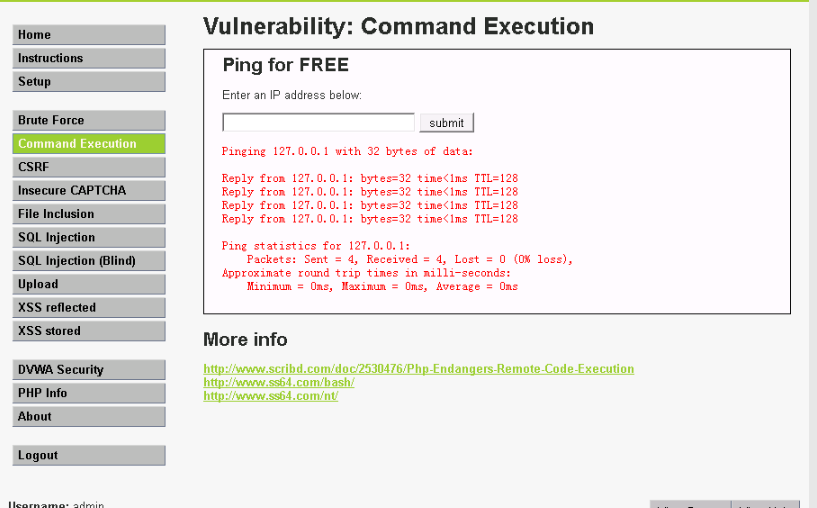 Home
Instructions
Setup
Brute Force
Command Execution
CSRF
Insecure CAPTCHA
File Inclusion
SQL Injection
SQL Injection (Blind)
Upload
XSS reflected
XSS stored
DVWA Security
PHP Info
About
Logout
Vulnerability: Command Execution
Ping for FREE
Enter an IP address below:
submit
Pinging 127.0.0.1 with 32 bytes of data:
Reply from 127.0.0.1: bytes=32 time<1ms TTL=128
Reply from 127.0.0.1: bytes=32 time<1ms TTL=128
Reply from 127.0.0.1: bytes=32 time<1ms TTL=128
Reply from 127.0.0.1: bytes=32 time<1ms TTL=128
Ping statistics for 127.0.0.1:
Packets: Sent = 4, Received = 4, Lost = 0 (0% loss),
Approximate round trip times in milli-seconds:
Minimum = 0ms, Maximum = 0ms, Average = 0ms
More info
http://www.scribd.com/doc/2530476/Php-Endangers-Remote-Code-Execution
http://www.ss64.com/bash/
http://www.ss64.com/nt/
Username: admin